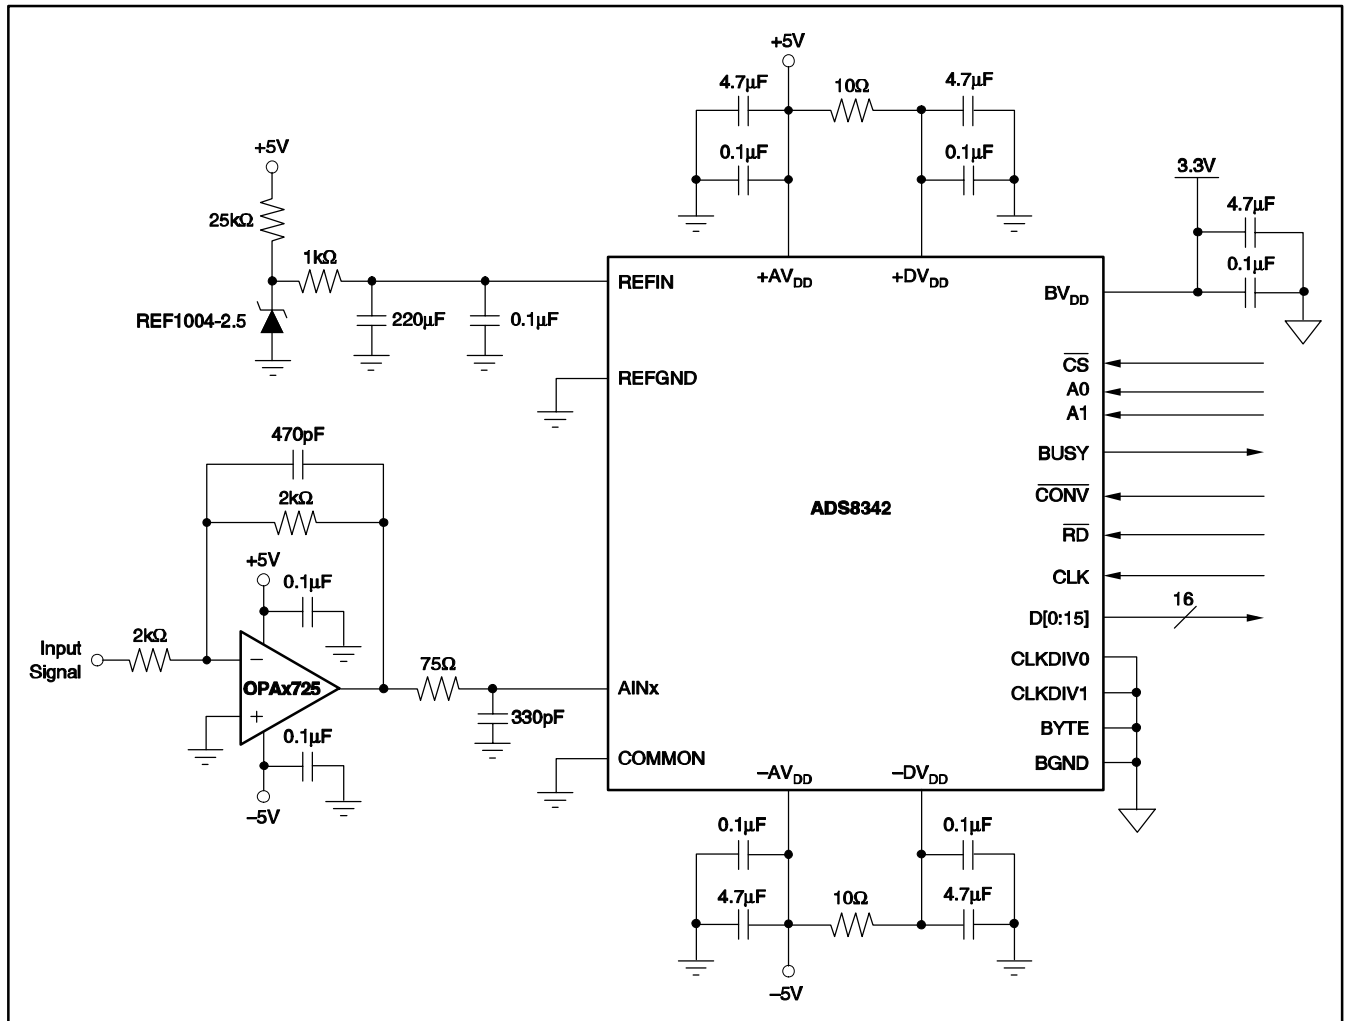 +5V
4.7µF
10Ω
4.7µF
0.1µF
0.1µF
+5V
25kΩ
1kΩ
REF1004-2.5
220µF
0.1µF
3.3V
4.7µF
0.1µF
REFIN
+AVDD
+DVDD
BVDD
REFGND
CS
A0
A1
BUSY
CONV
RD
CLK
D[0:15]
16
CLKDIV0
CLKDIV1
BYTE
BGND
ADS8342
470pF
2kΩ
+5V
0.1µF
Input
Signal
2kΩ
−
OPAx725
+
75Ω
AINx
330pF
0.1µF
–5V
COMMON
–AVDD
–DVDD
0.1µF
0.1µF
4.7µF
10Ω
4.7µF
–5V